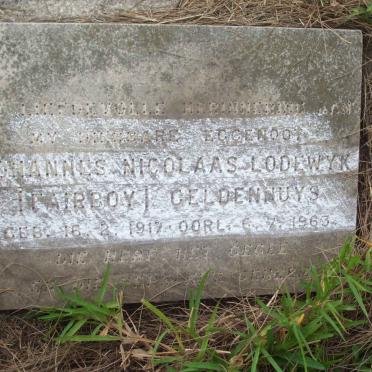 LIEFDEVOLLE HERINNERING AAN
MY DIERBARE EGGENOOT
JOHANNES NICOLAAS LODEWYK
[FAIRBOY] GELDENHUYS
GEB. 18. 2. 1917. OORL. 6. 7. 1963.
DIE HEER HET GEGEE